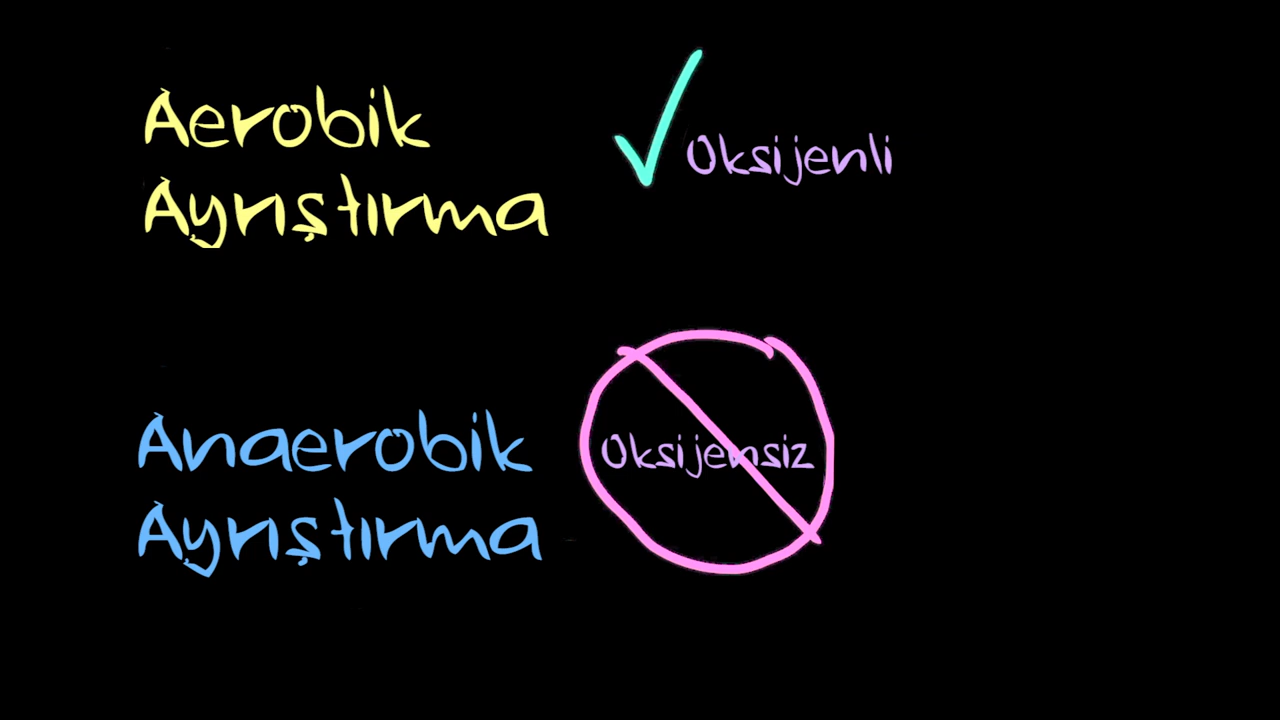 Aerobik
Ayrıştırma
Oksijenli
Anaerobik
Ayrıştırma
Oksijensiz